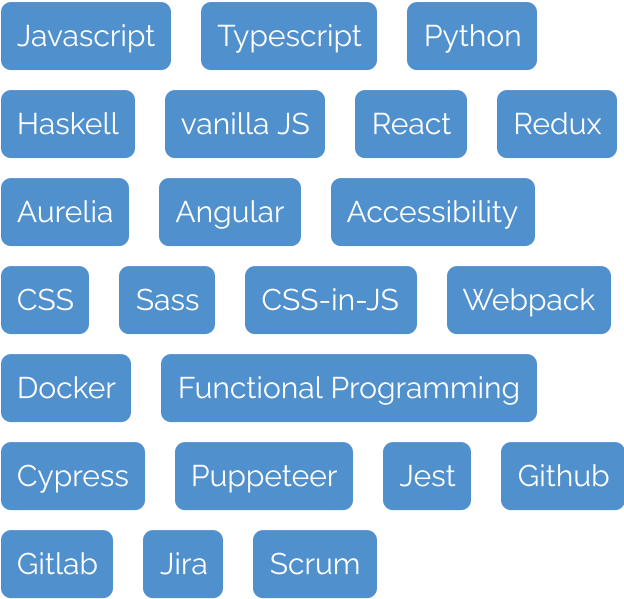 Javascript Typescript Python
Haskell vanilla JS React Redux
Aurelia Angular Accessibility
CSS Sass CSS-in-JS Webpack
Docker Functional Programming
Cypress Puppeteer Jest Github
Gitlab Jira Scrum